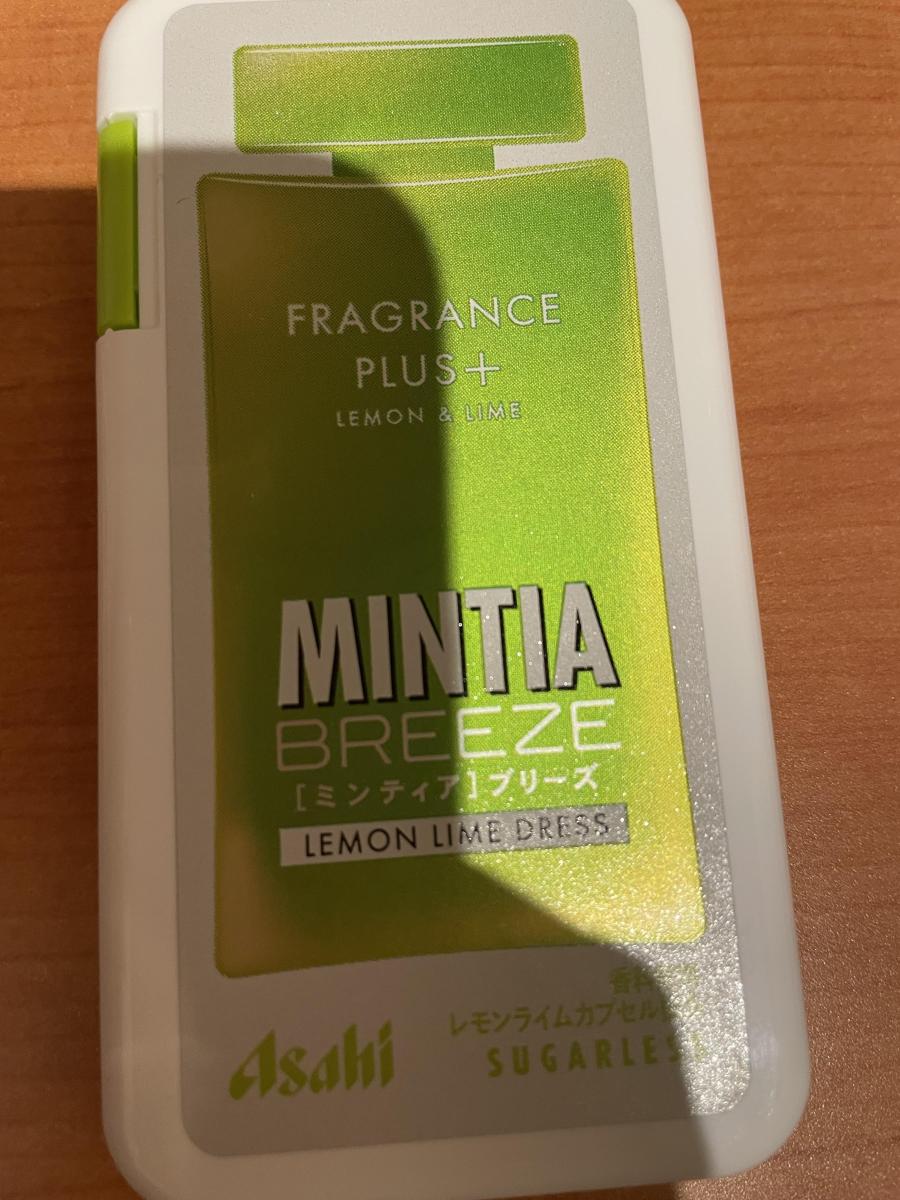 FRAGRANCE
PLUS+
LEMON & LIME
MINTIA
BREEZE
[ミンティア]ブリーズ
LEMON LIME DRESS
Asahi
レモンライムカプセル
SUGARLESS